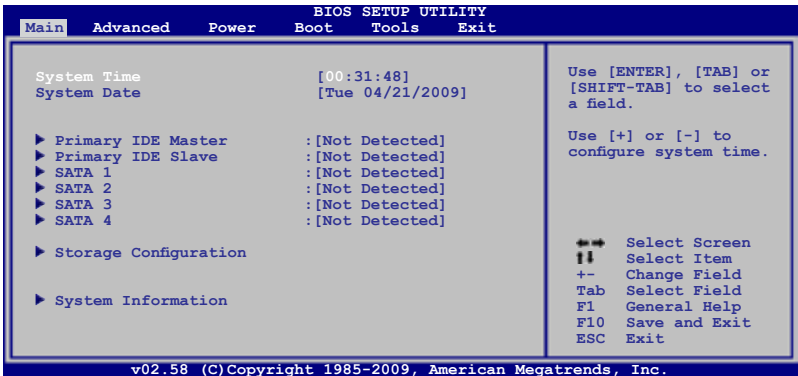 BIOS SETUP UTILITY
Main Advanced Power Boot Tools Exit
System Time [00:31:48]
System Date [Tue 04/21/2009]
Primary IDE Master :[Not Detected]
Primary IDE Slave :[Not Detected]
SATA 1 :[Not Detected]
SATA 2 :[Not Detected]
SATA 3 :[Not Detected]
SATA 4 :[Not Detected]
Storage Configuration
System Information
Use [ENTER], [TAB] or
[SHIFT-TAB] to select
a field.
Use [+] or [-] to
configure system time.
Select Screen
Select Item
+- Change Field
Tab Select Field
F1 General Help
F10 Save and Exit
ESC Exit
v02.58 (C)Copyright 1985-2009, American Megatrends, Inc.